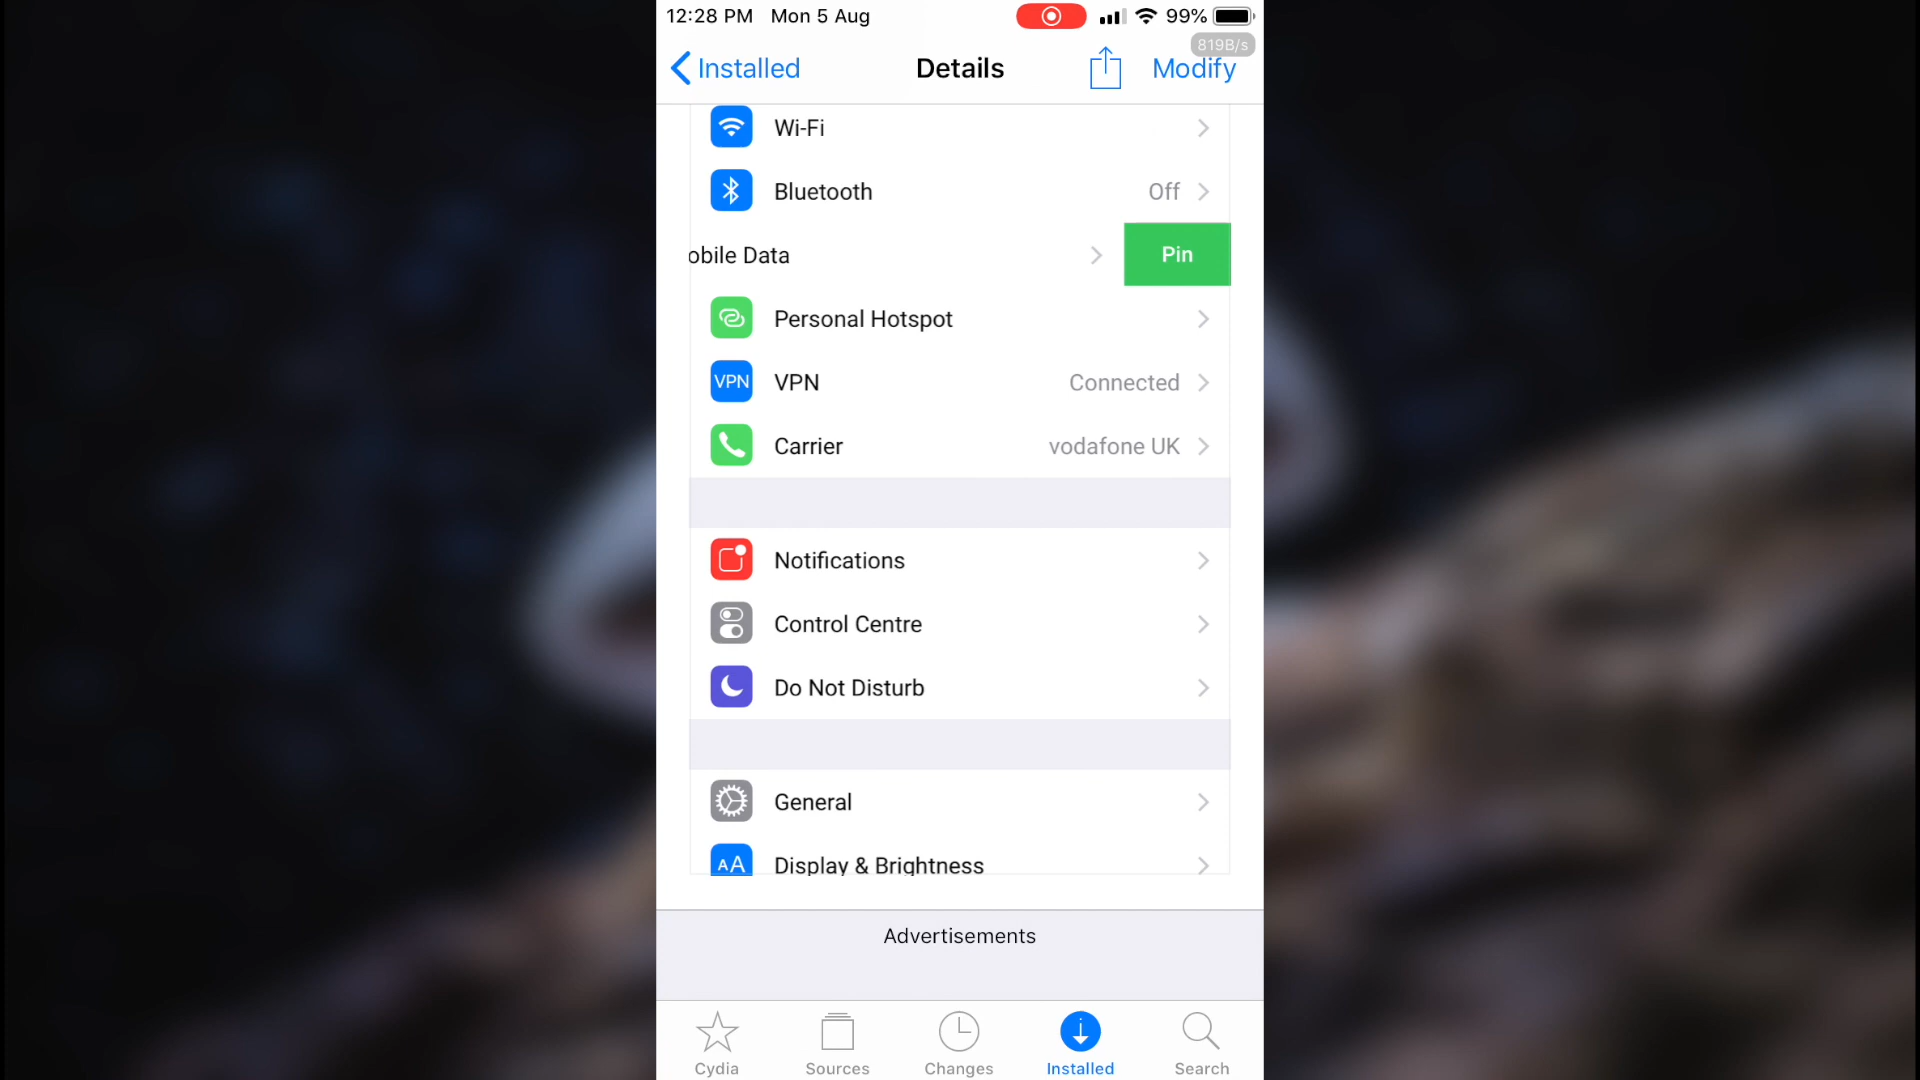 12:28 PM Mon 5 Aug 99%
819B/s
Installed Details Modify
Wi-Fi
Bluetooth Off
obile Data Pin
Personal Hotspot
VPN VPN Connected
Carrier vodafone UK
Notifications
Control Centre
Do Not Disturb
General
AA Display & Brightness
Advertisements
Cydia Sources Changes Installed Search